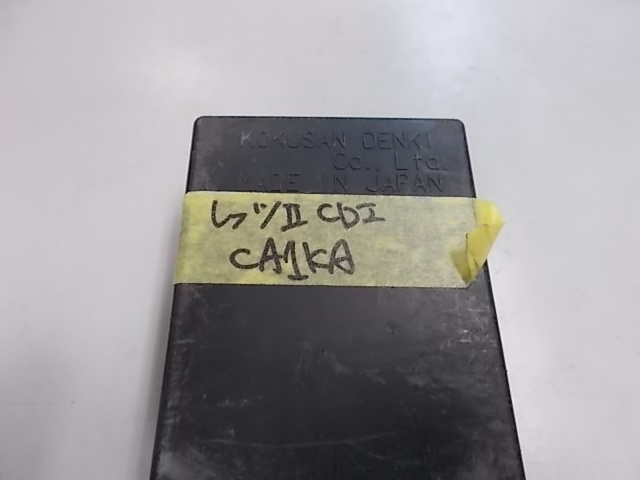 KOKUSAN DENKI
Co., Ltd.
MADE IN JAPAN
レッツⅡ CDI
CA1KA